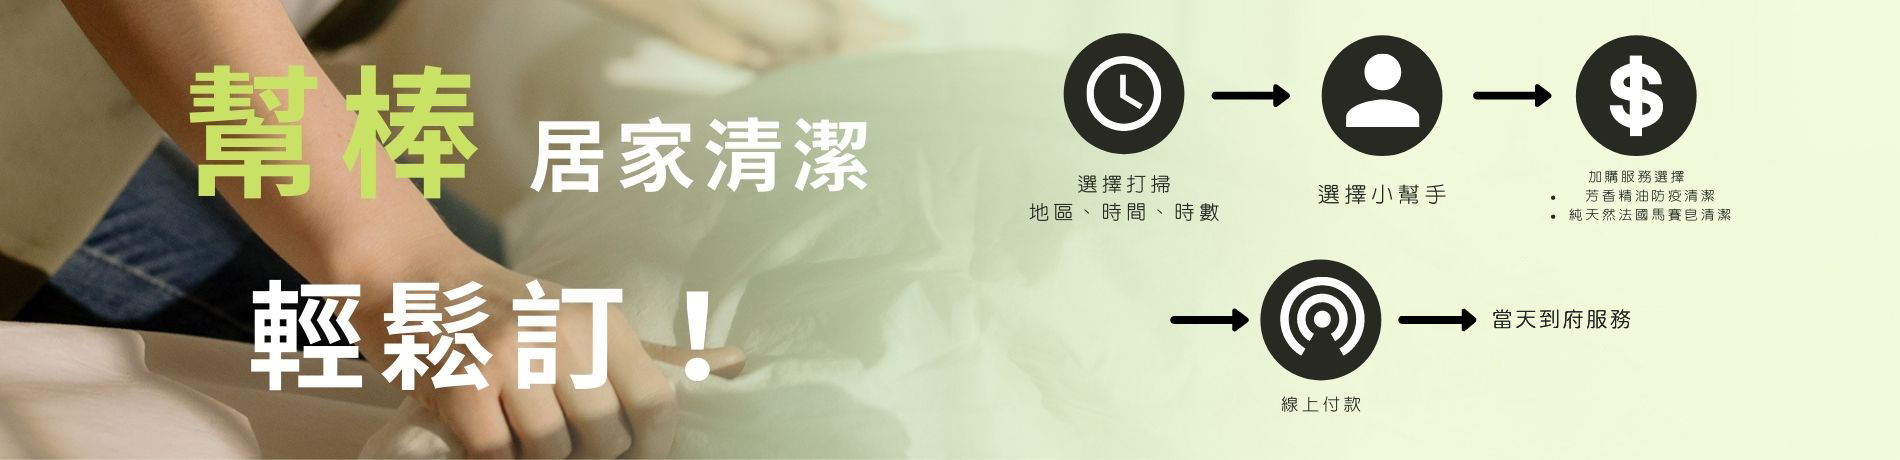 幫棒 居家清潔
輕鬆訂！
選擇打掃
地區、時間、時數
選擇小幫手
加購服務選擇
• 芳香精油防疫清潔
• 純天然法國馬賽皂清潔
線上付款
當天到府服務